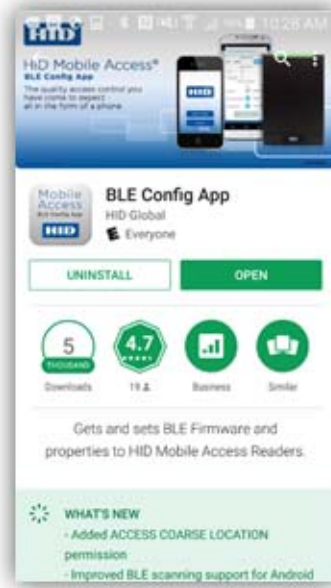 10:28 AM
HID
HID Mobile Access®
BLE Config App
The quality access control you
have come to expect
all in the form of a phone.
Mobile
Access
BLE Config App
HID
BLE Config App
HID Global
E Everyone
UNINSTALL
OPEN
5
THOUSAND
Downloads
4.7
19
Business
Similar
Gets and sets BLE Firmware and
properties to HID Mobile Access Readers.
WHAT'S NEW
- Added ACCESS COARSE LOCATION
permission
- Improved BLE scanning support for Android